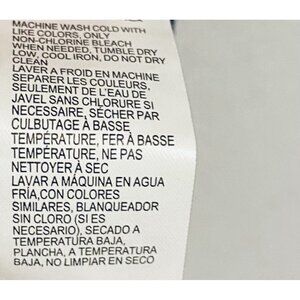 MACHINE WASH COLD WITH
LIKE COLORS, ONLY
NON-CHLORINE BLEACH
WHEN NEEDED, TUMBLE DRY
LOW, COOL IRON, DO NOT DRY
CLEAN
LAVER A FROID EN MACHINE
SEPARER LES COULEURS,
SEULEMENT DE L'EAU DE
JAVEL SANS CHLORURE SI
NECESSAIRE, SÉCHER PAR
CULBUTAGE À BASSE
TEMPÉRATURE, FER À BASSE
TEMPÉRATURE, NE PAS
NETTOYER À SEC
LAVAR A MÁQUINA EN AGUA
FRÍA,CON COLORES
SIMILARES, BLANQUEADOR
SIN CLORO (SI ES
NECESARIO), SECADO A
TEMPERATURA BAJA,
PLANCHA, A TEMPERATURA
BAJA, NO LIMPIAR EN SECO